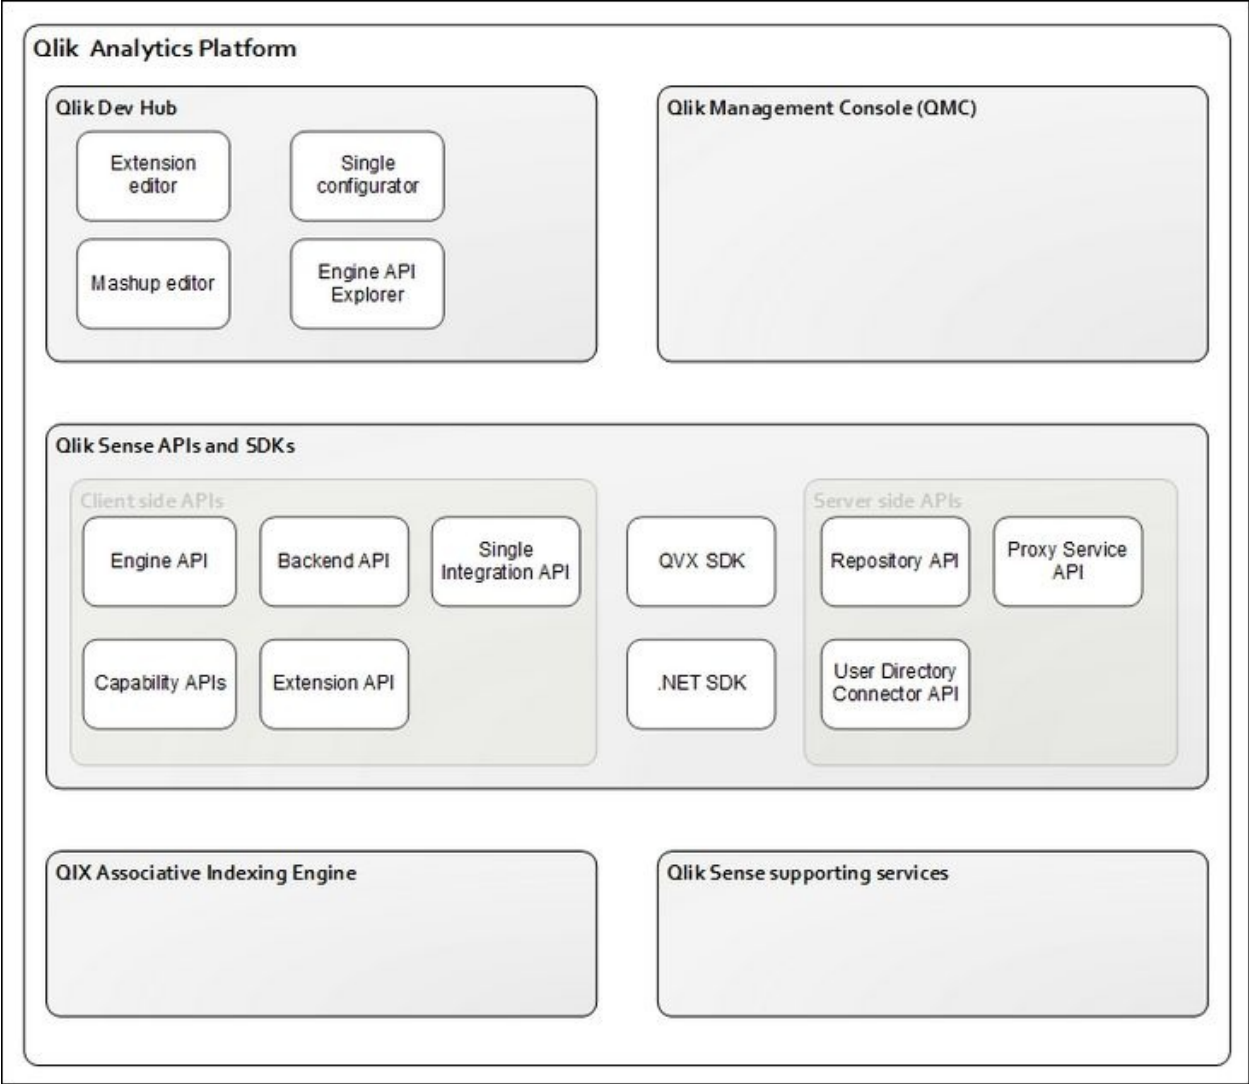 Qlik Analytics Platform
Qlik Dev Hub
Extension
editor
Single
configurator
Mashup editor
Engine API
Explorer
Qlik Management Console (QMC)
Qlik Sense APIs and SDKs
Client side APIs
Engine API
Backend API
Single
Integration API
Capability APIs
Extension API
QVX SDK
.NET SDK
Server side APIs
Repository API
Proxy Service
API
User Directory
Connector API
QIX Associative Indexing Engine
Qlik Sense supporting services